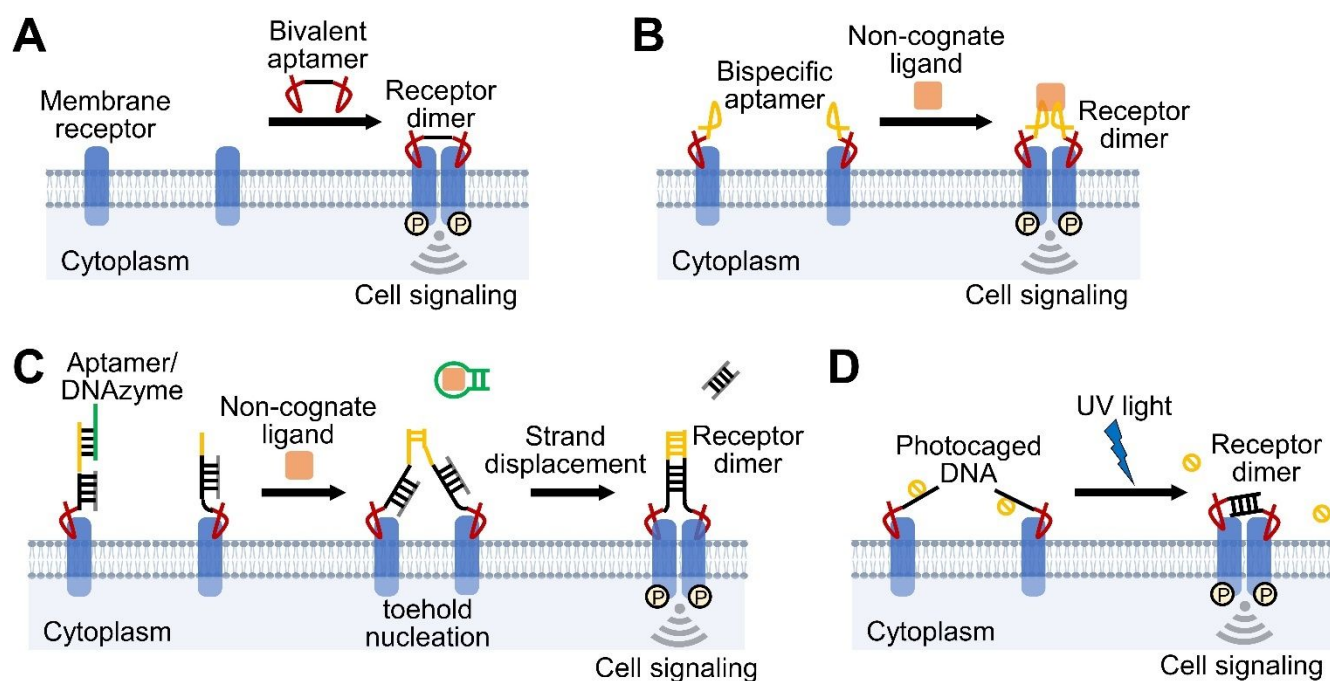 A
Bivalent
aptamer
Membrane
receptor
Receptor
dimer
P P
Cytoplasm
Cell signaling
B
Bispecific
aptamer
Non-cognate
ligand
Receptor
dimer
P P
Cytoplasm
Cell signaling
C
Aptamer/
DNAzyme
Non-cognate
ligand
Strand
displacement
Receptor
dimer
toehold
nucleation
P P
Cytoplasm
Cell signaling
D
Photocaged
DNA
UV light
Receptor
dimer
P P
Cytoplasm
Cell signaling